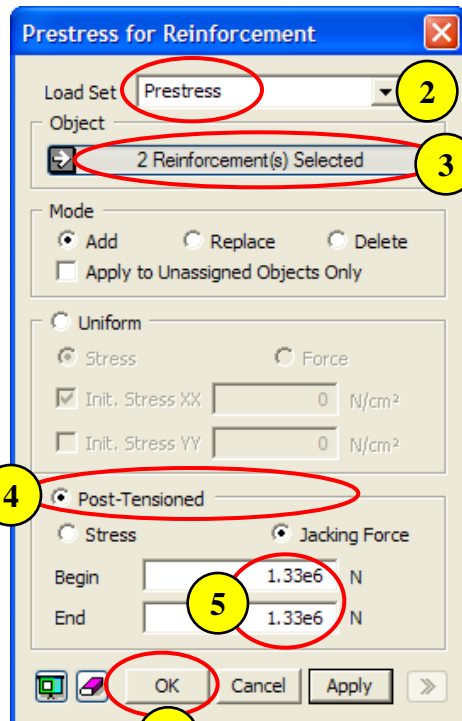 Prestress for Reinforcement
Load Set Prestress 2
Object
2 Reinforcement(s) Selected 3
Mode
Add Replace Delete
Apply to Unassigned Objects Only
Uniform
Stress Force
Init. Stress XX 0 N/cm²
Init. Stress YY 0 N/cm²
4 Post-Tensioned
Stress Jacking Force
Begin 1.33e6 N
5
End 1.33e6 N
OK Cancel Apply >>